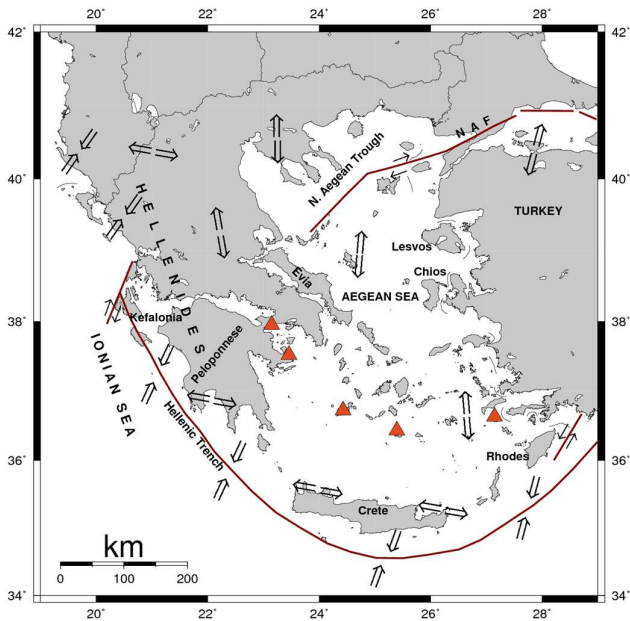 20° 22° 24° 26° 28°
42° 42°
40° 40°
38° 38°
36° 36°
34° 34°
N A F
N. Aegean Trough
TURKEY
HELLENIDES
Lesvos
Chios
Evia
AEGEAN SEA
Kefalonia
Peloponnese
IONIAN SEA
Hellenic Trench
Rhodes
Crete
km
0 100 200
20° 22° 24° 26° 28°